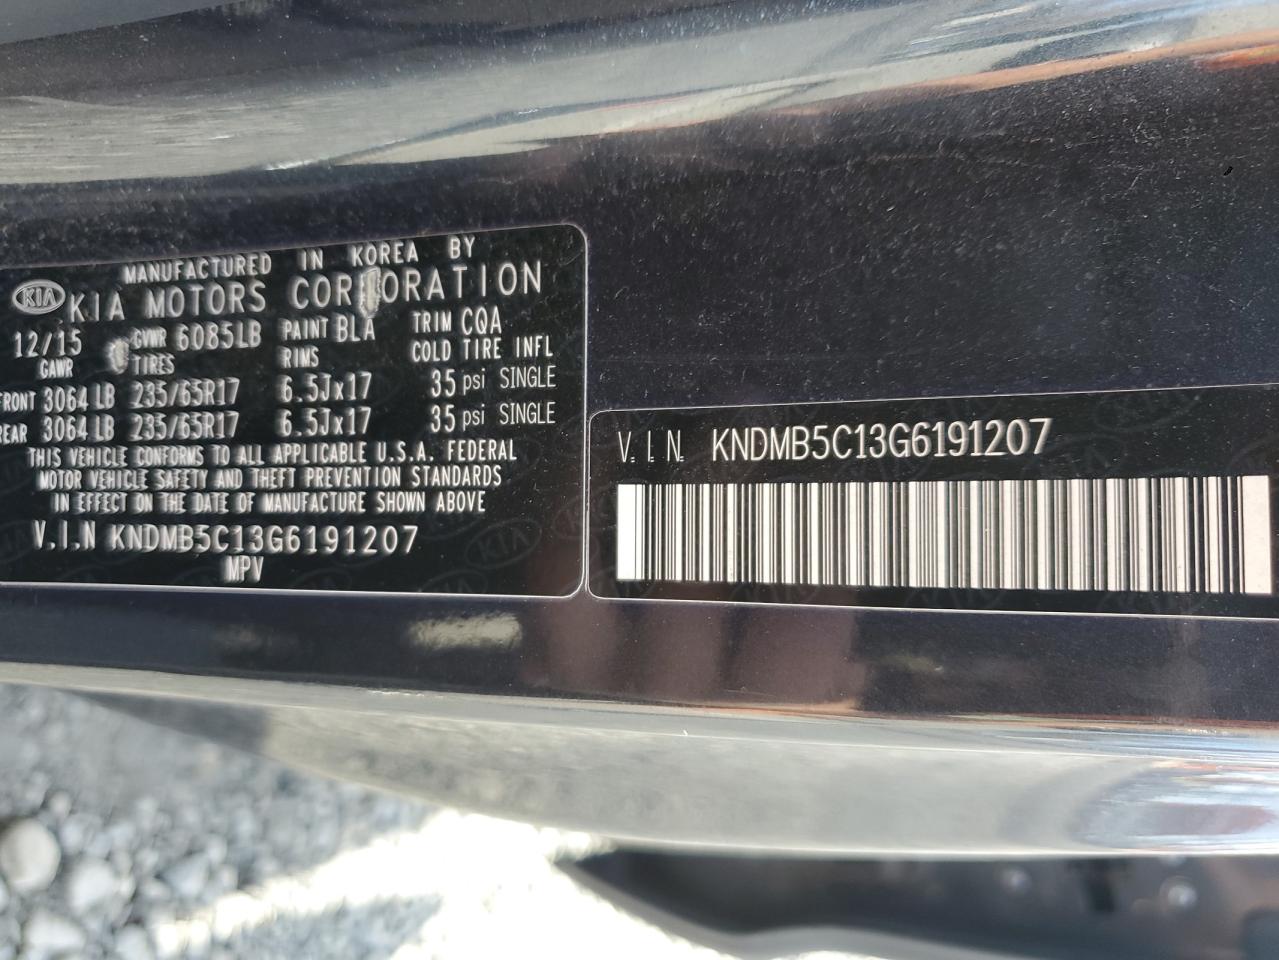 MANUFACTURED IN KOREA BY
KIA KIA MOTORS CORPORATION
12/15 GVWR 6085LB PAINT BLA TRIM CQA
GAWR TIRES RIMS COLD TIRE INFL
FRONT 3064 LB 235/65R17 6.5Jx17 35 psi SINGLE
REAR 3064 LB 235/65R17 6.5Jx17 35 psi SINGLE
THIS VEHICLE CONFORMS TO ALL APPLICABLE U.S.A. FEDERAL
MOTOR VEHICLE SAFETY AND THEFT PREVENTION STANDARDS
IN EFFECT ON THE DATE OF MANUFACTURE SHOWN ABOVE
V.I.N KNDMB5C13G6191207
MPV
V.I.N. KNDMB5C13G6191207